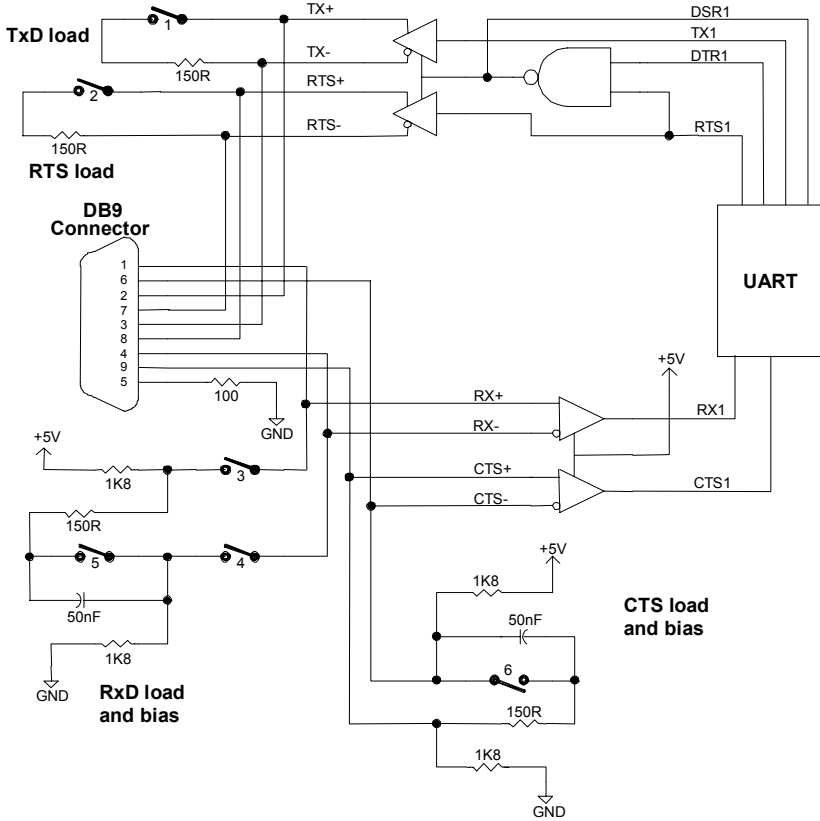 TX+
DSR1
TxD load
1
TX1
TX-
DTR1
150R
RTS+
2
RTS-
RTS1
150R
RTS load
DB9
Connector
1
6
2
7
3
8
4
9
5
UART
100
GND
+5V
RX+
RX1
RX-
+5V
3
1K8
CTS+
CTS1
CTS-
150R
5
4
50nF
1K8
GND
RxD load
and bias
+5V
1K8
50nF
CTS load
and bias
6
150R
1K8
GND